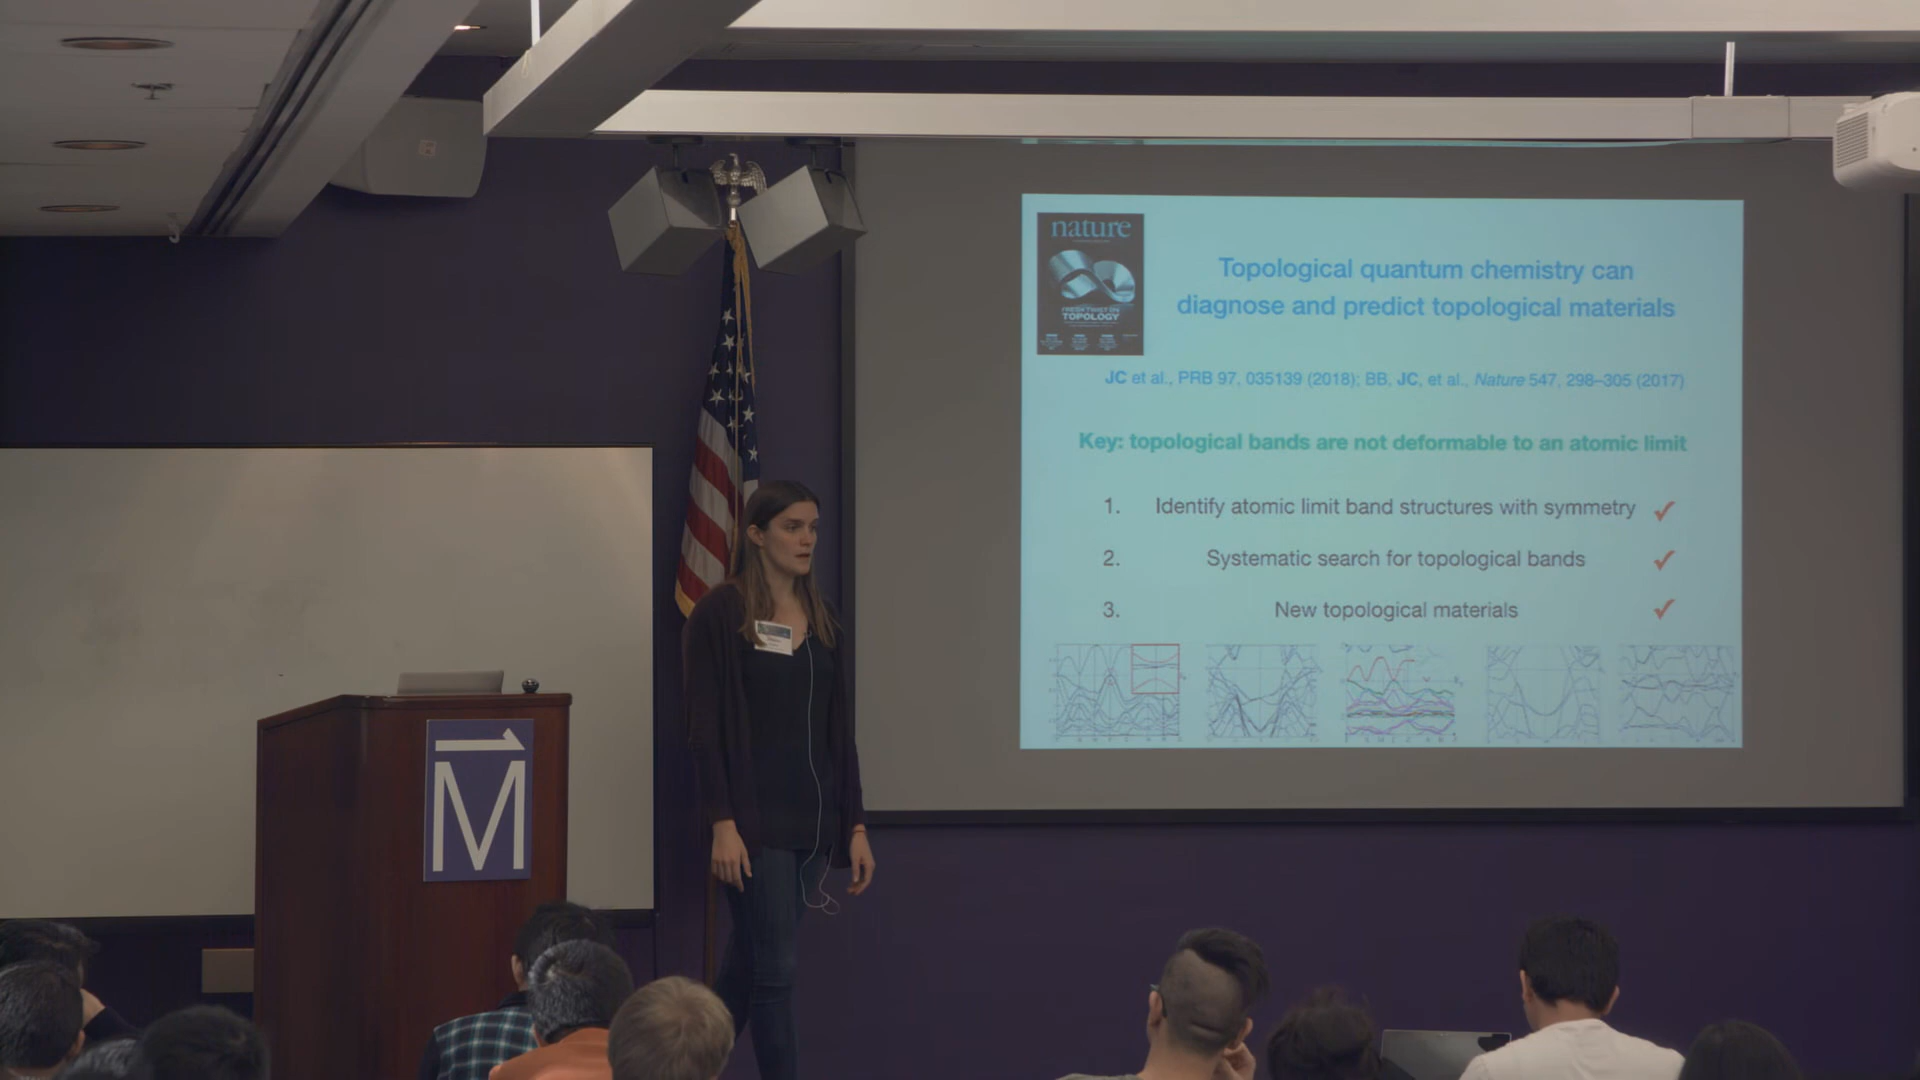 nature
TOPOLOGY
Topological quantum chemistry can
diagnose and predict topological materials
JC et al., PRB 97, 035139 (2018); BB, JC, et al., Nature 547, 298–305 (2017)
Key: topological bands are not deformable to an atomic limit
1. Identify atomic limit band structures with symmetry ✓
2. Systematic search for topological bands ✓
3. New topological materials ✓
M